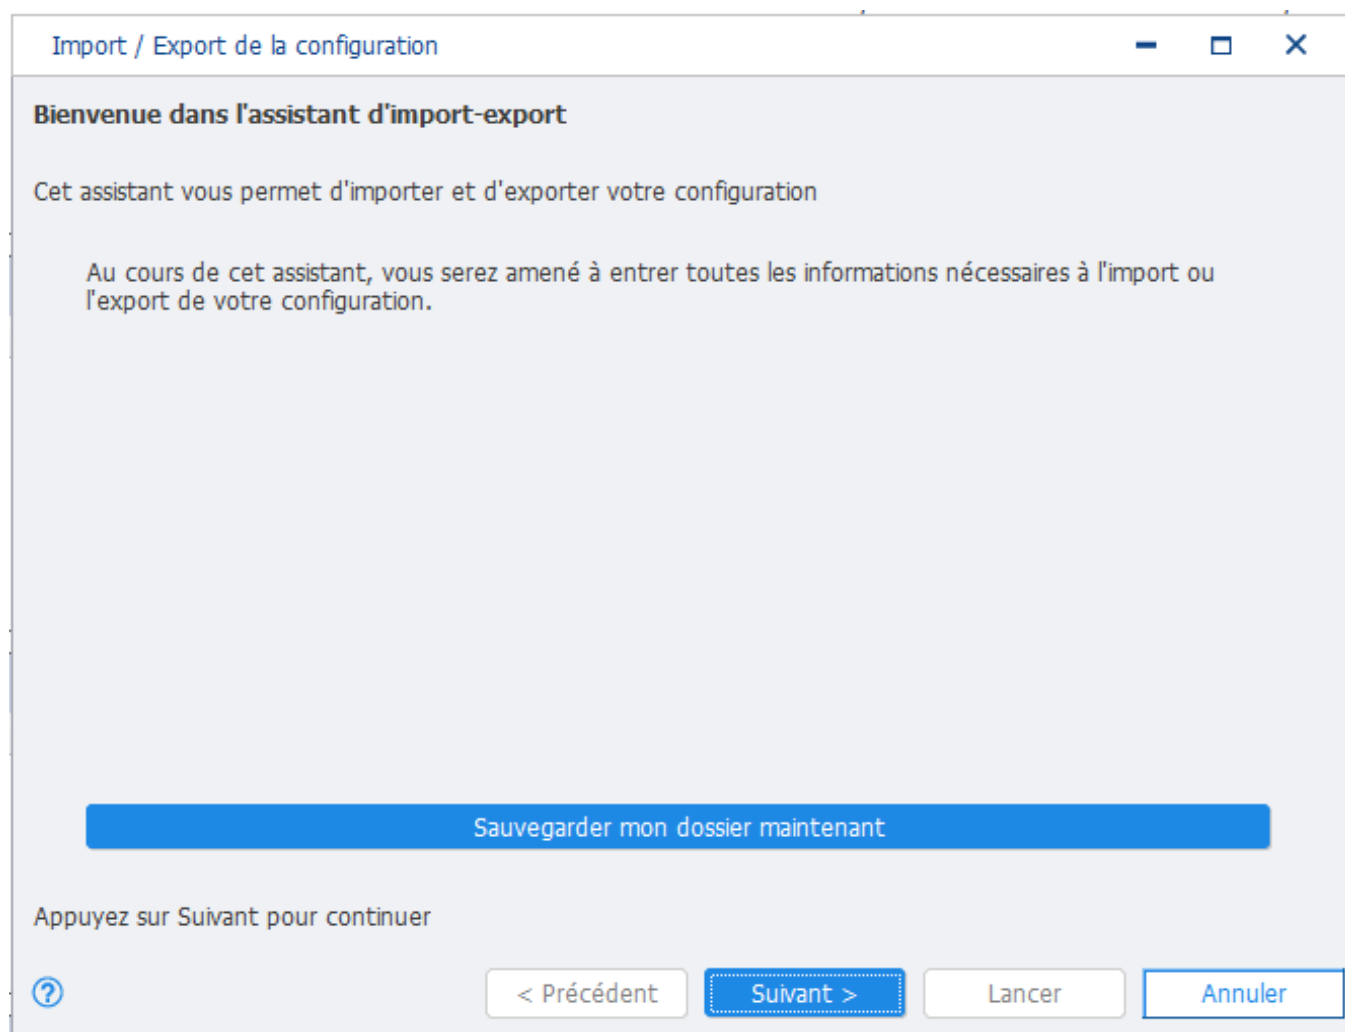 Import / Export de la configuration
Bienvenue dans l'assistant d'import-export
Cet assistant vous permet d'importer et d'exporter votre configuration
Au cours de cet assistant, vous serez amené à entrer toutes les informations nécessaires à l'import ou
l'export de votre configuration.
Sauvegarder mon dossier maintenant
Appuyez sur Suivant pour continuer
? < Précédent Suivant > Lancer Annuler